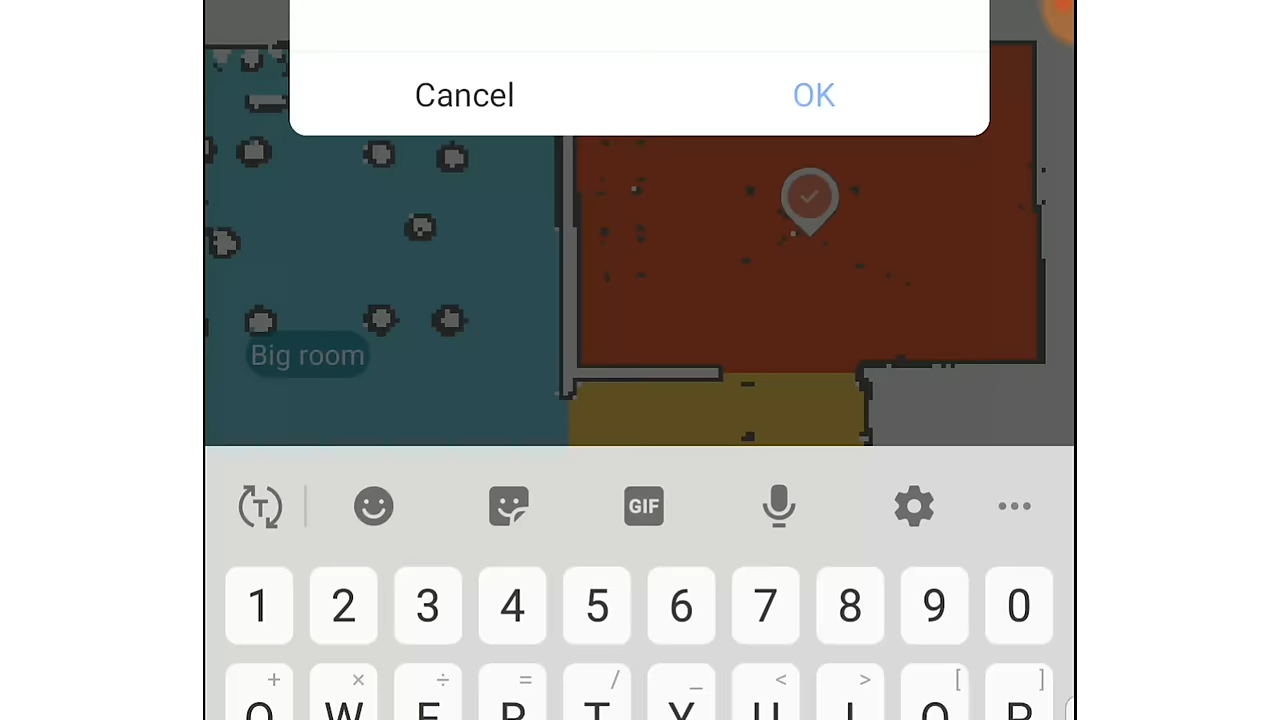 Cancel OK
Big room
T GIF
1 2 3 4 5 6 7 8 9 0
+ × ÷ = / _ < > [ ]
Q W E R T Y U I O P